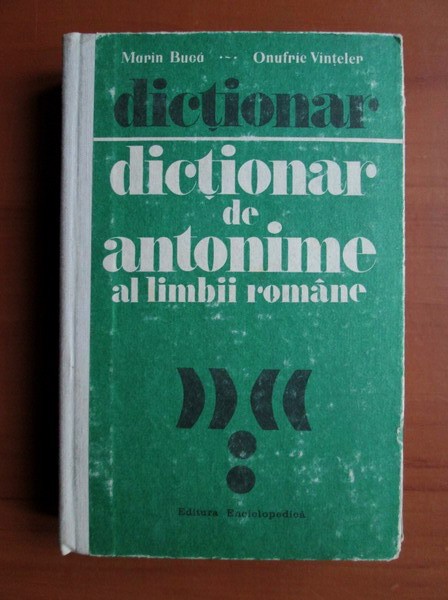 Marin Bucă ·–· Onufrie Vinţeler
dicţionar
dicţionar
de
antonime
al limbii române
Editura Enciclopedică